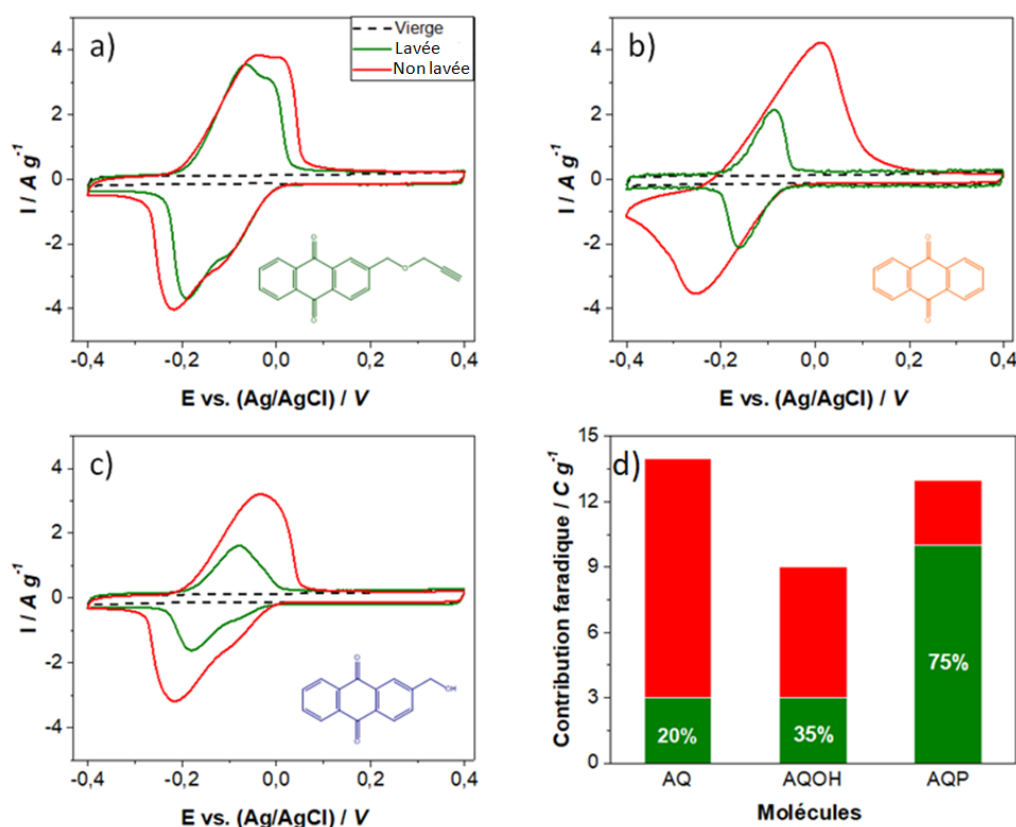 a)
Vierge
Lavée
Non lavée
4
2
0
-2
-4
I / A g⁻¹
O
O
O
-0,4
-0,2
0,0
0,2
0,4
E vs. (Ag/AgCl) / V
b)
4
2
0
-2
-4
I / A g⁻¹
O
O
-0,4
-0,2
0,0
0,2
0,4
E vs. (Ag/AgCl) / V
c)
4
2
0
-2
-4
I / A g⁻¹
O
O
OH
-0,4
-0,2
0,0
0,2
0,4
E vs. (Ag/AgCl) / V
d)
15
12
9
6
3
0
Contribution faradique / C g⁻¹
20%
35%
75%
AQ
AQOH
AQP
Molécules